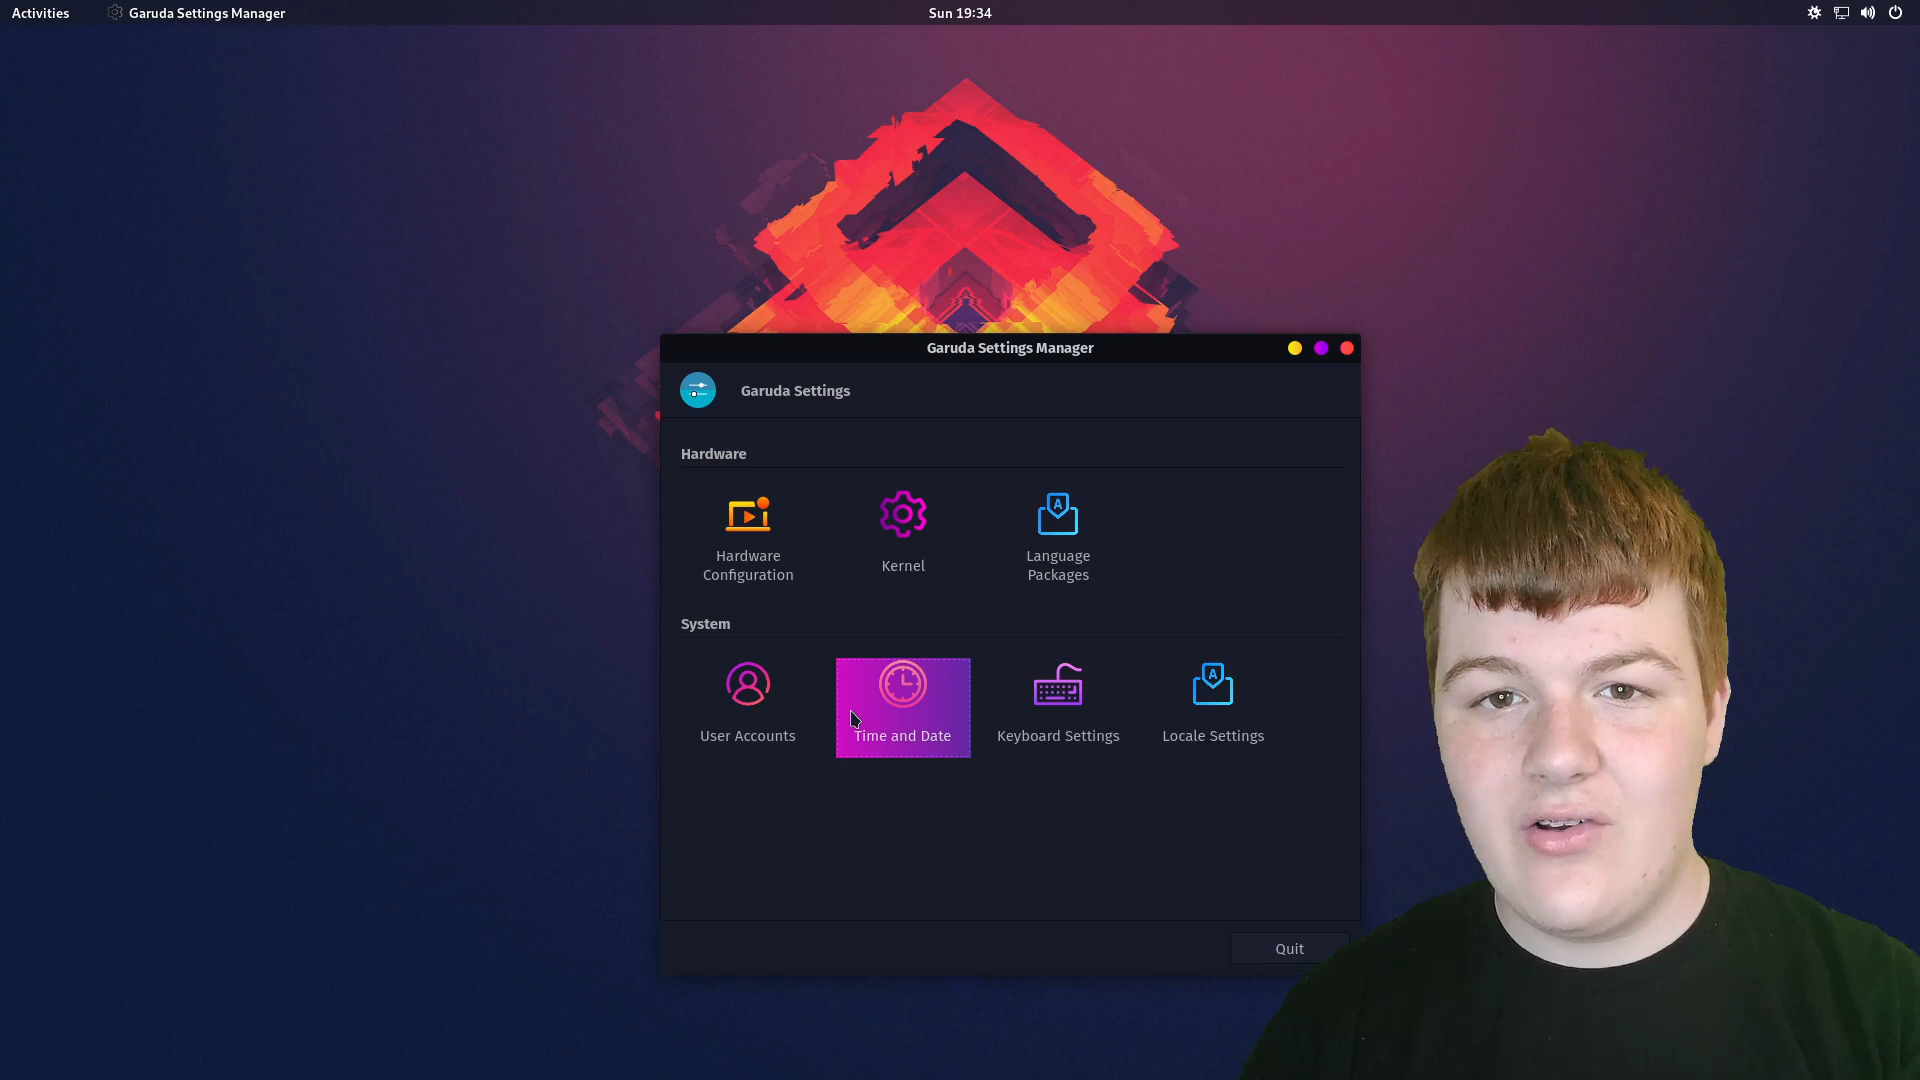 Activities
Garuda Settings Manager
Sun 19:34
Garuda Settings Manager
Garuda Settings
Hardware
Hardware
Configuration
Kernel
A
Language
Packages
System
User Accounts
Time and Date
Keyboard Settings
A
Locale Settings
Quit